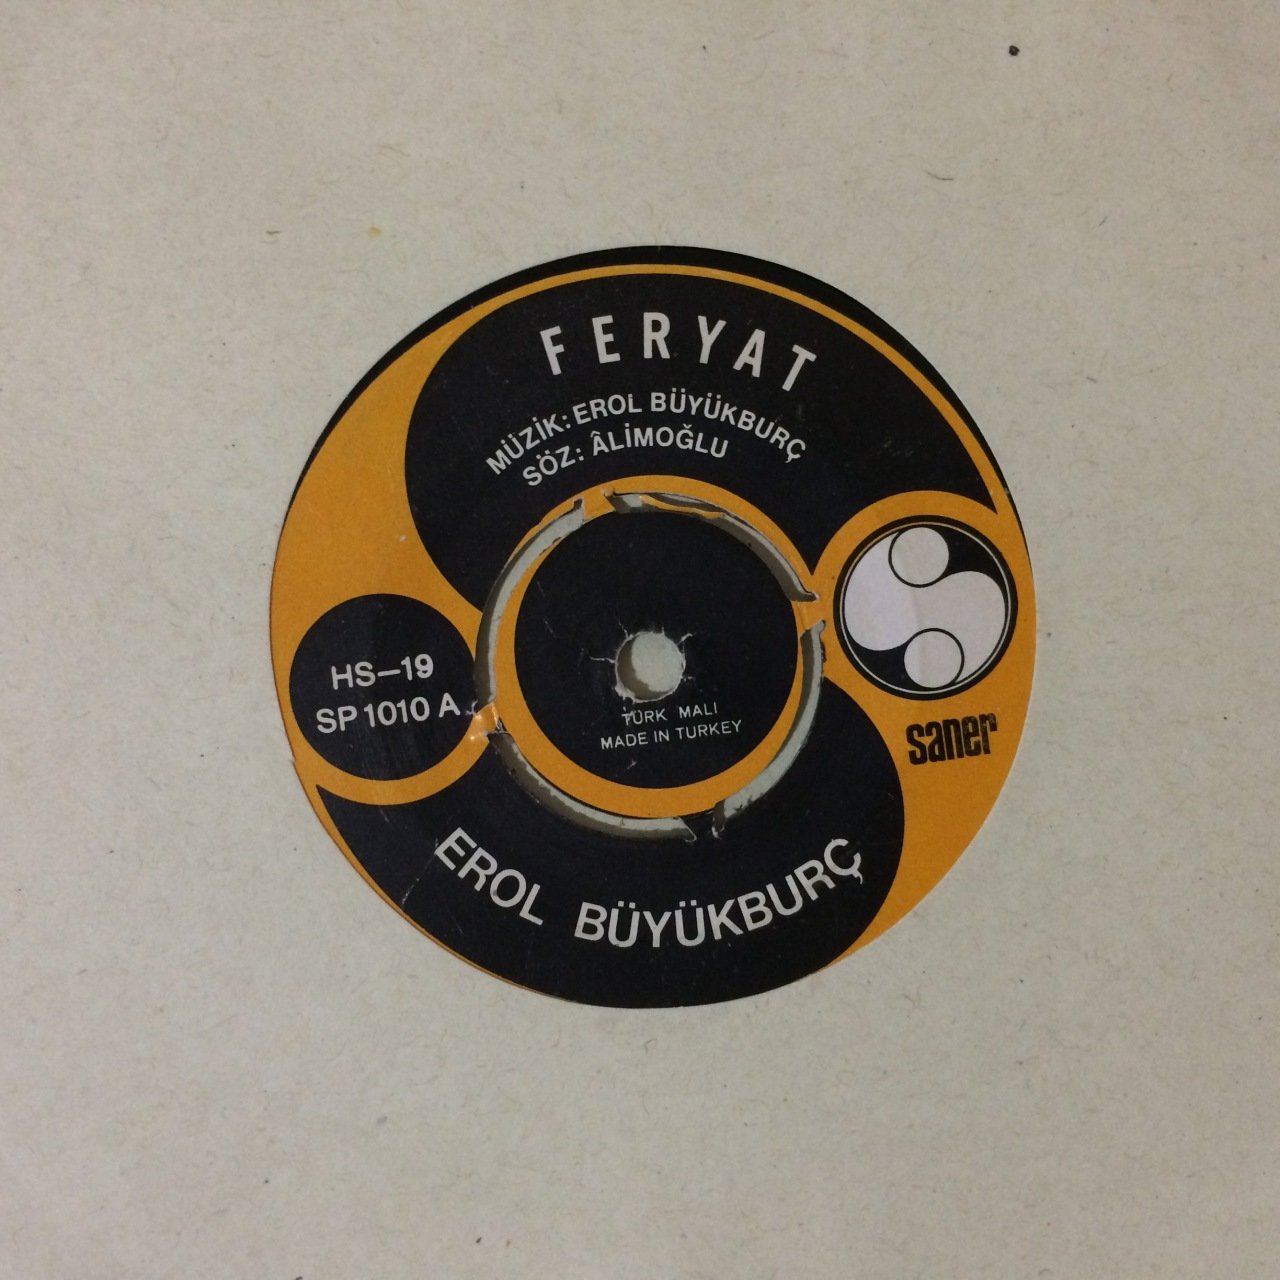 FERYAT
MÜZİK: EROL BÜYÜKBURÇ
SÖZ: ÂLİMOĞLU
HS–19
SP 1010 A
saner
TÜRK MALI
MADE IN TURKEY
EROL BÜYÜKBURÇ